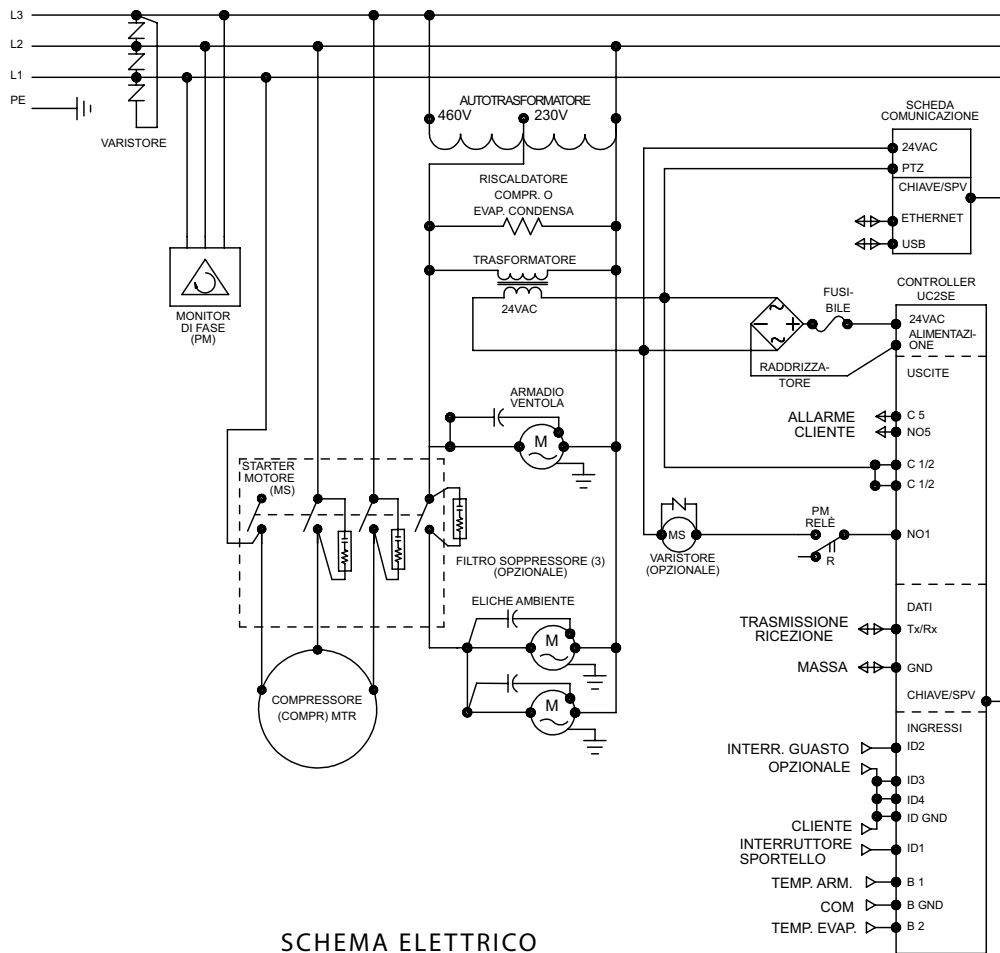 L3
L2
L1
PE
VARISTORE
MONITOR
DI FASE
(PM)
AUTOTRASFORMATORE
460V
230V
RISCALDATORE
COMPR. O
EVAP. CONDENSA
TRASFORMATORE
24VAC
SCHEDA
COMUNICAZIONE
24VAC
PTZ
CHIAVE/SPV
ETHERNET
USB
CONTROLLER
UC2SE
FUSI-
BILE
24VAC
ALIMENTAZI-
ONE
RADDRIZZA-
TORE
USCITE
ARMADIO
VENTOLA
M
ALLARME
CLIENTE
C 5
NO5
C 1/2
C 1/2
STARTER
MOTORE
(MS)
FILTRO SOPPRESSORE (3)
(OPZIONALE)
MS
VARISTORE
(OPZIONALE)
PM
RELÈ
R
NO1
ELICHE AMBIENTE
M
M
DATI
TRASMISSIONE
RICEZIONE
Tx/Rx
MASSA
GND
CHIAVE/SPV
COMPRESSORE
(COMPR) MTR
INGRESSI
INTERR. GUASTO
ID2
OPZIONALE
ID3
ID4
ID GND
CLIENTE
INTERRUTTORE
SPORTELLO
ID1
TEMP. ARM.
B 1
COM
B GND
TEMP. EVAP.
B 2
SCHEMA ELETTRICO